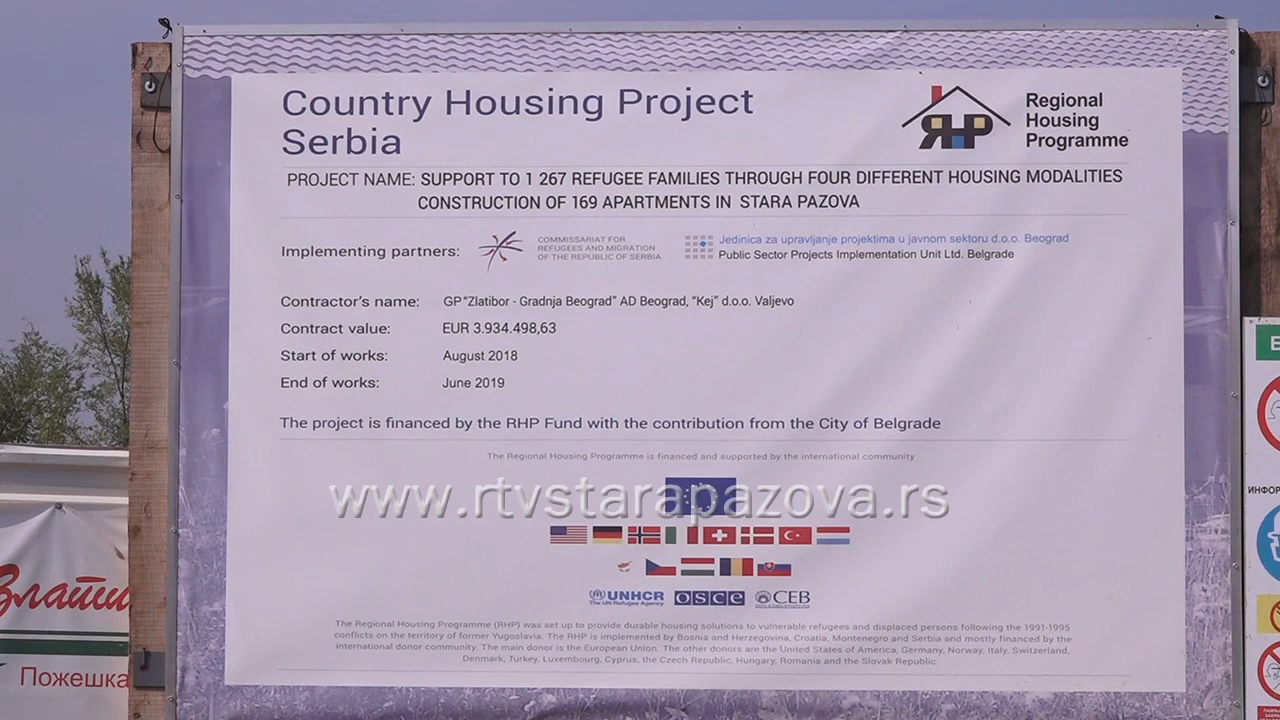 Country Housing Project
Serbia
RHP
Regional
Housing
Programme
PROJECT NAME: SUPPORT TO 1 267 REFUGEE FAMILIES THROUGH FOUR DIFFERENT HOUSING MODALITIES
CONSTRUCTION OF 169 APARTMENTS IN STARA PAZOVA
Implementing partners:
COMMISSARIAT FOR
REFUGEES AND MIGRATION
OF THE REPUBLIC OF SERBIA
Jedinica za upravljanje projektima u javnom sektoru d.o.o. Beograd
Public Sector Projects Implementation Unit Ltd. Belgrade
Contractor's name: GP "Zlatibor - Gradnja Beograd" AD Beograd, "Kej" d.o.o. Valjevo
Contract value: EUR 3.934.498,63
Start of works: August 2018
End of works: June 2019
The project is financed by the RHP Fund with the contribution from the City of Belgrade
The Regional Housing Programme is financed and supported by the international community
www.rtvstarapazova.rs
UNHCR
The UN Refugee Agency
OSCE
CEB
The Regional Housing Programme (RHP) was set up to provide durable housing solutions to vulnerable refugees and displaced persons following the 1991-1995
conflicts on the territory of former Yugoslavia. The RHP is implemented by Bosnia and Herzegovina, Croatia, Montenegro and Serbia and mostly financed by the
international donor community. The main donor is the European Union. The other donors are the United States of America, Germany, Norway, Italy, Switzerland,
Denmark, Turkey, Luxembourg, Cyprus, the Czech Republic, Hungary, Romania and the Slovak Republic.
Злати
Пожешка
ИНФОР